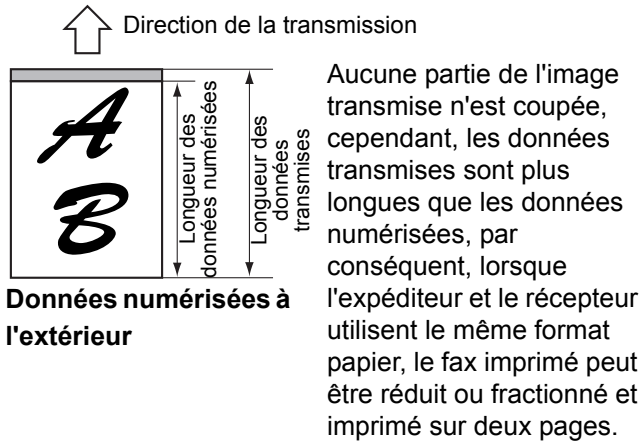 Direction de la transmission
A
B
Longueur des
données numérisées
Longueur des
données
transmises
Données numérisées à
l'extérieur
Aucune partie de l'image
transmise n'est coupée,
cependant, les données
transmises sont plus
longues que les données
numérisées, par
conséquent, lorsque
l'expéditeur et le récepteur
utilisent le même format
papier, le fax imprimé peut
être réduit ou fractionné et
imprimé sur deux pages.